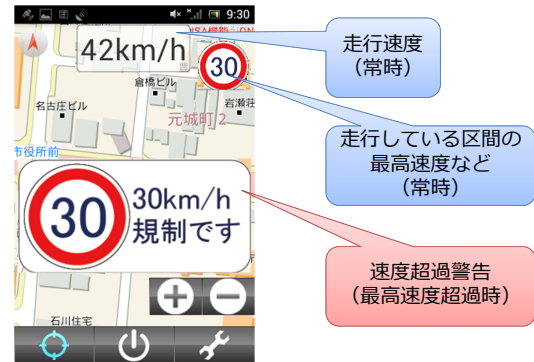 9:30
42km/h
30
倉橋ビル
名古庄ビル
岩瀬荘
元城町2
市役所前
30
30km/h
規制です
石川住宅
走行速度
(常時)
走行している区間の
最高速度など
(常時)
速度超過警告
(最高速度超過時)